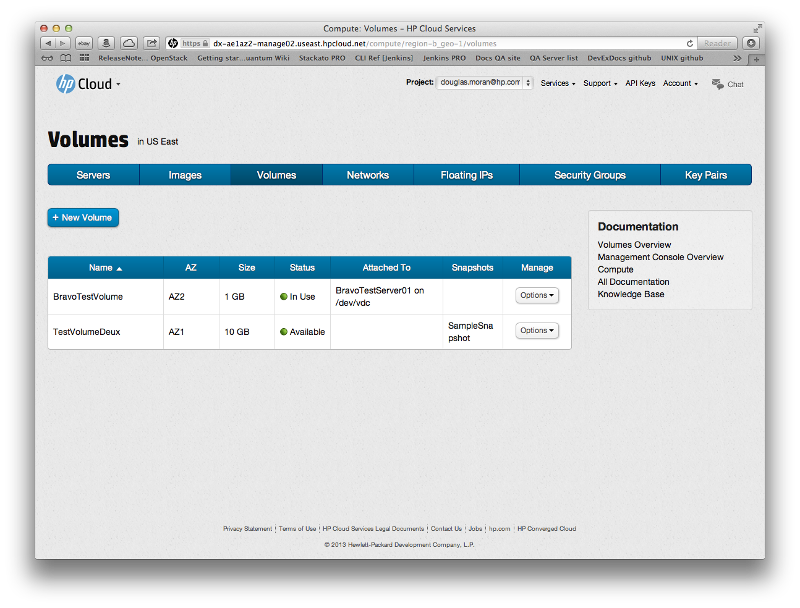 Compute: Volumes – HP Cloud Services
ebay
hp https dx-ae1az2-manage02.useast.hpcloud.net/compute/region-b_geo-1/volumes Reader
ReleaseNote... OpenStack Getting star...uantum Wiki Stackato PRO CLI Ref [Jenkins] Jenkins PRO Docs QA site QA Server list DevExDocs github UNIX github
hp Cloud Project: douglas.moran@hp.com Services Support API Keys Account Chat
Volumes in US East
Servers Images Volumes Networks Floating IPs Security Groups Key Pairs
+ New Volume
Name AZ Size Status Attached To Snapshots Manage
BravoTestVolume AZ2 1 GB In Use BravoTestServer01 on
/dev/vdc
Options
TestVolumeDeux AZ1 10 GB Available SampleSna
pshot
Options
Documentation
Volumes Overview
Management Console Overview
Compute
All Documentation
Knowledge Base
Privacy Statement | Terms of Use | HP Cloud Services Legal Documents | Contact Us | Jobs | hp.com | HP Converged Cloud
© 2013 Hewlett-Packard Development Company, L.P.